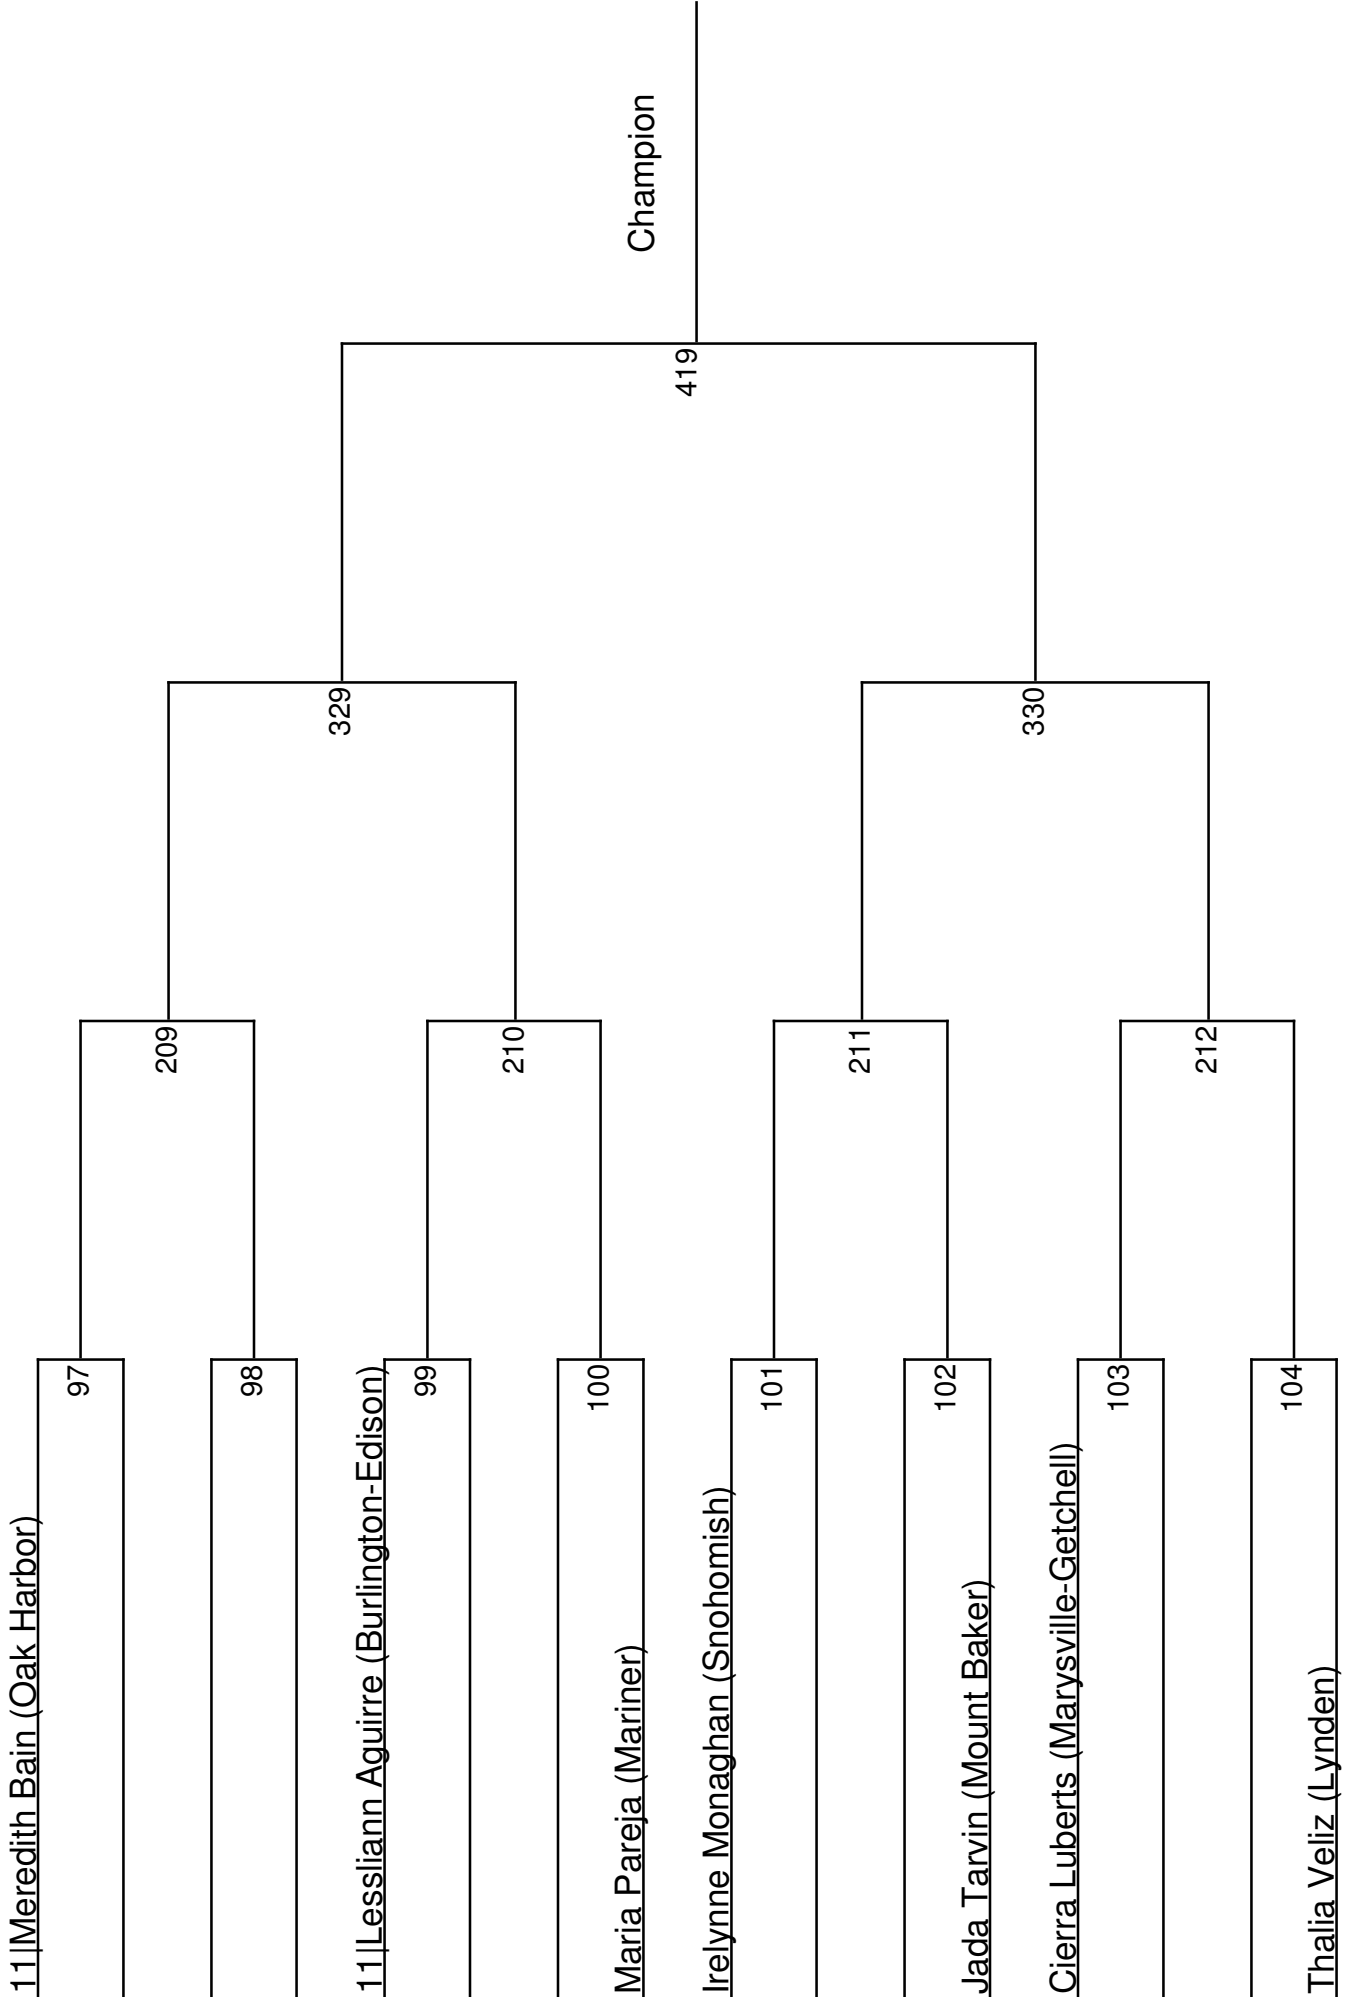 11|Meredith Bain (Oak Harbor)
97
98
11|Lessliann Aguirre (Burlington-Edison)
99
100
Maria Pareja (Mariner)
Irelynne Monaghan (Snohomish)
101
102
Jada Tarvin (Mount Baker)
Cierra Luberts (Marysville-Getchell)
103
104
Thalia Veliz (Lynden)
209
210
211
212
329
330
419
Champion